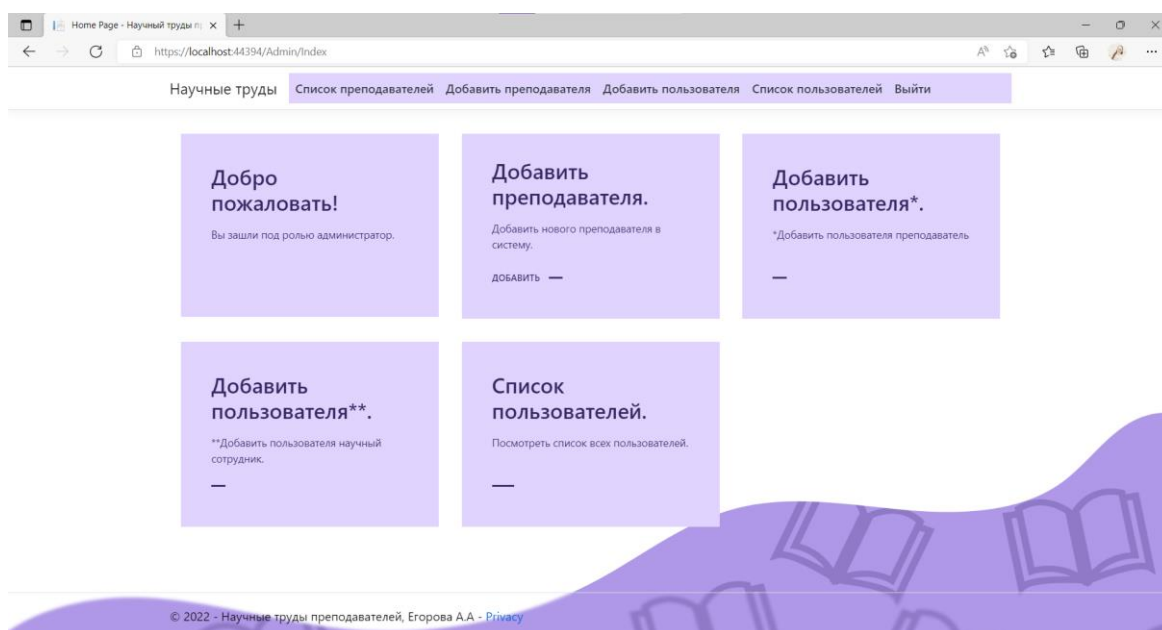 Home Page - Научный труды п
https://localhost:44394/Admin/Index
Научные труды Список преподавателей Добавить преподавателя Добавить пользователя Список пользователей Выйти
Добро
пожаловать!
Вы зашли под ролью администратор.
Добавить
преподавателя.
Добавить нового преподавателя в
систему.
ДОБАВИТЬ
Добавить
пользователя*.
*Добавить пользователя преподаватель
Добавить
пользователя**.
**Добавить пользователя научный
сотрудник.
Список
пользователей.
Посмотреть список всех пользователей.
© 2022 - Научные труды преподавателей, Егорова А.А - Privacy